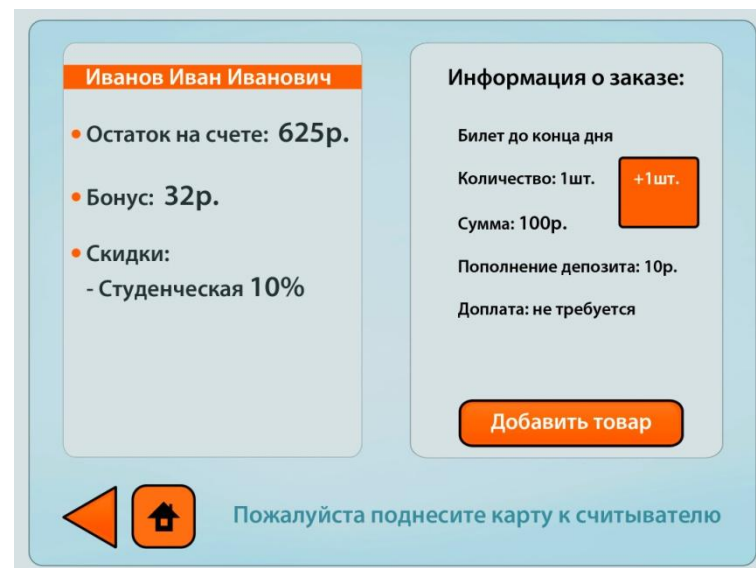 Иванов Иван Иванович
Остаток на счете: 625р.
Бонус: 32р.
Скидки:
- Студенческая 10%
Информация о заказе:
Билет до конца дня
Количество: 1шт.
+1шт.
Сумма: 100р.
Пополнение депозита: 10р.
Доплата: не требуется
Добавить товар
Пожалуйста поднесите карту к считывателю